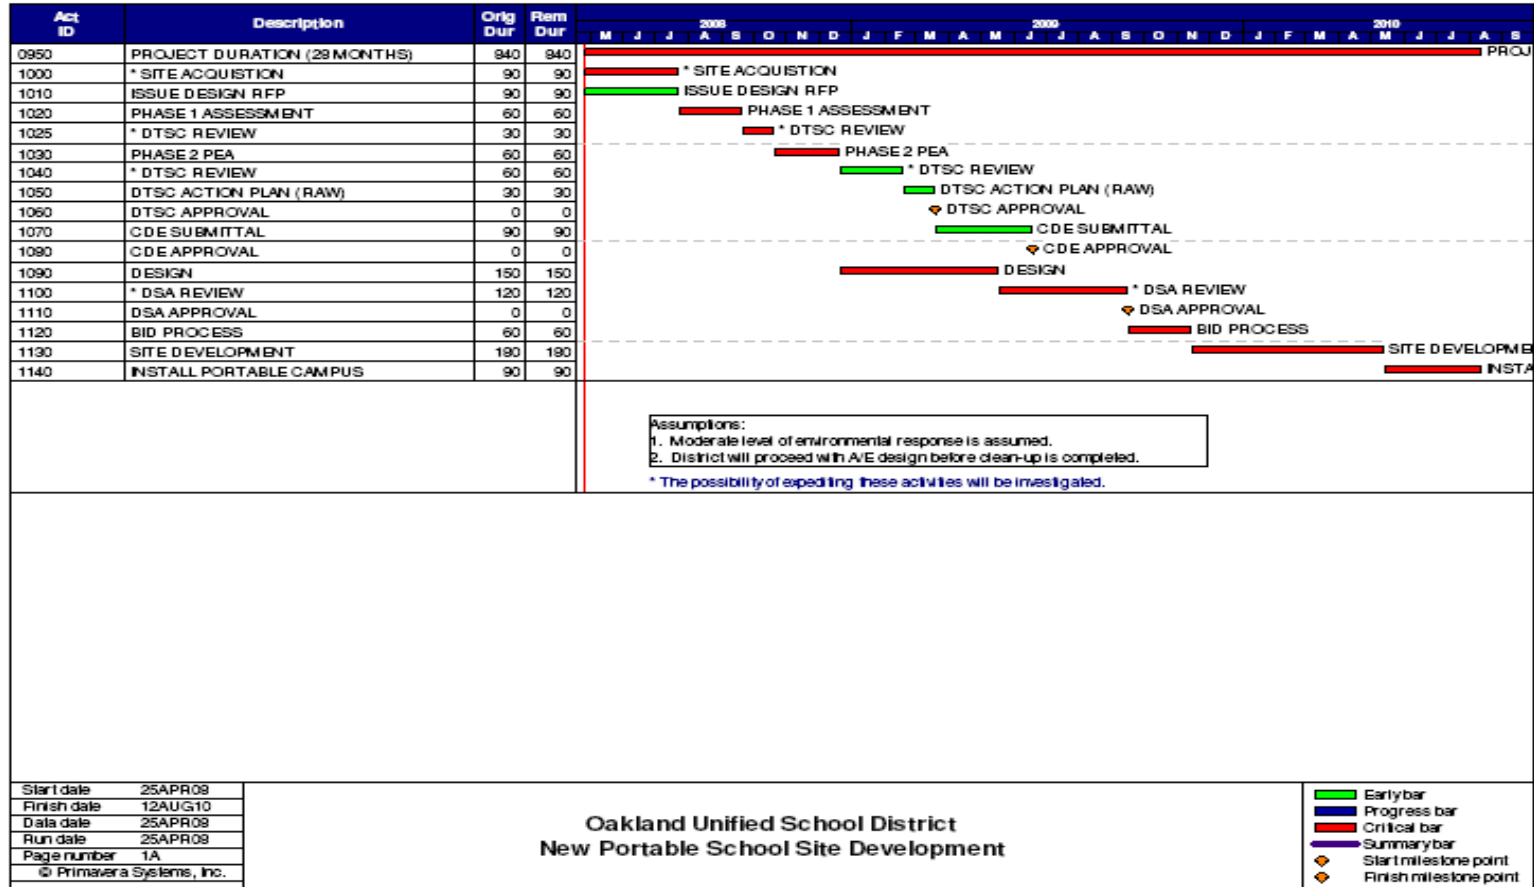 Act ID Description Orig Dur Rem Dur 2008 2009 2010
M J J A S O N D J F M A M J J A S O N D J F M A M J J A S
0950 PROJECT DURATION (28 MONTHS) 840 840 PROJ
1000 * SITE ACQUISTION 90 90 * SITE ACQUISTION
1010 ISSUE DESIGN RFP 90 90 ISSUE DESIGN RFP
1020 PHASE 1 ASSESSMENT 60 60 PHASE 1 ASSESSMENT
1025 * DTSC REVIEW 30 30 * DTSC REVIEW
1030 PHASE 2 PEA 60 60 PHASE 2 PEA
1040 * DTSC REVIEW 60 60 * DTSC REVIEW
1050 DTSC ACTION PLAN (RAW) 30 30 DTSC ACTION PLAN (RAW)
1060 DTSC APPROVAL 0 0 DTSC APPROVAL
1070 CDE SUBMITTAL 90 90 CDE SUBMITTAL
1080 CDE APPROVAL 0 0 CDE APPROVAL
1090 DESIGN 150 150 DESIGN
1100 * DSA REVIEW 120 120 * DSA REVIEW
1110 DSA APPROVAL 0 0 DSA APPROVAL
1120 BID PROCESS 60 60 BID PROCESS
1130 SITE DEVELOPMENT 180 180 SITE DEVELOPME
1140 INSTALL PORTABLE CAMPUS 90 90 INSTA
Assumptions:
1. Moderate level of environmental response is assumed.
2. District will proceed with A/E design before clean-up is completed.
* The possibility of expediting these activities will be investigated.
Start date 25APR08
Finish date 12AUG10
Data date 25APR08
Run date 25APR08
Page number 1A
© Primavera Systems, Inc.
Oakland Unified School District
New Portable School Site Development
Early bar
Progress bar
Critical bar
Summary bar
Start milestone point
Finish milestone point